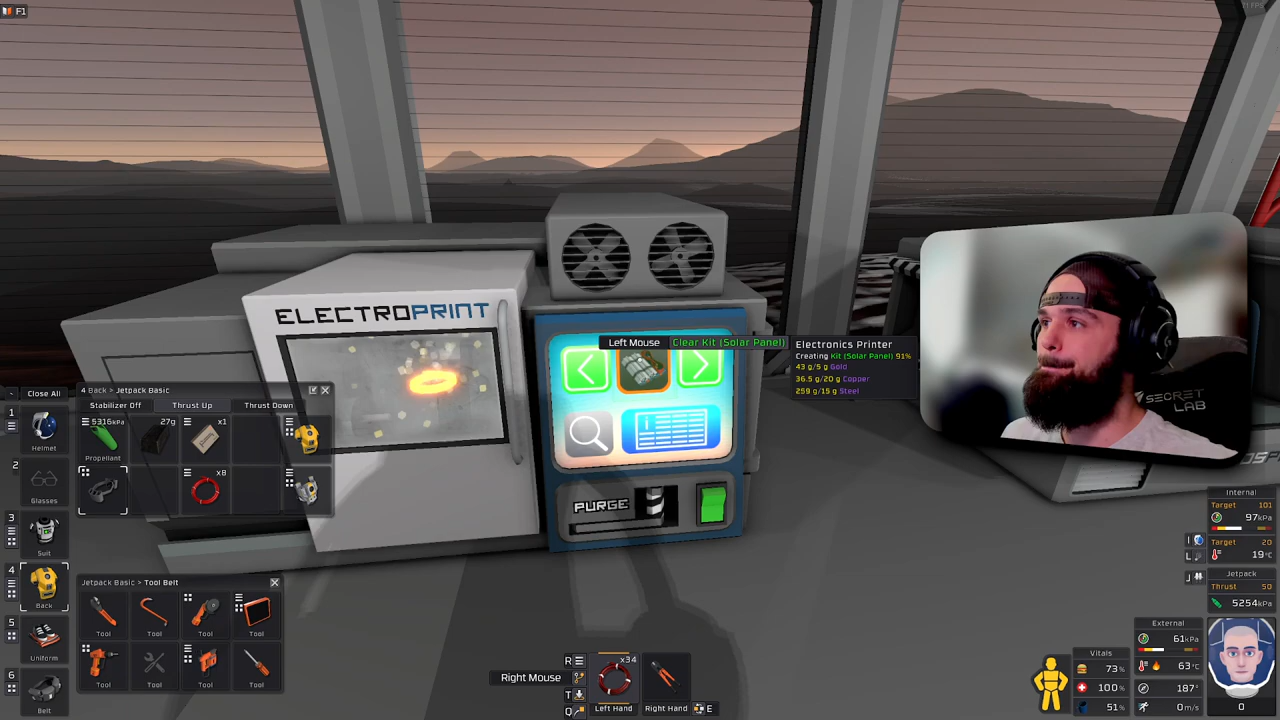 F1
21 FPS
ELECTROPRINT
Left Mouse
Clear Kit (Solar Panel)
Electronics Printer
Creating Kit (Solar Panel) 91%
43 g/5 g Gold
36.5 g/20 g Copper
259 g/15 g Steel
PURGE
SECRET
LAB
Close All
1
Helmet
2
Glasses
3
Suit
4
Back
5
Uniform
6
Belt
4 Back > Jetpack Basic
Stabilizer Off
Thrust Up
Thrust Down
5316kPa
27g
x1
Propellant
x8
Jetpack Basic > Tool Belt
Tool
Tool
Tool
Tool
Tool
Tool
Tool
Tool
Right Mouse
R
T
Q
x34
Left Hand
Right Hand
E
Internal
Target 101
97kPa
Target 20
19°C
I
L
J
Jetpack
Thrust 50
5254kPa
External
61kPa
63°C
187°
0m/s
Vitals
73%
100%
51%
0